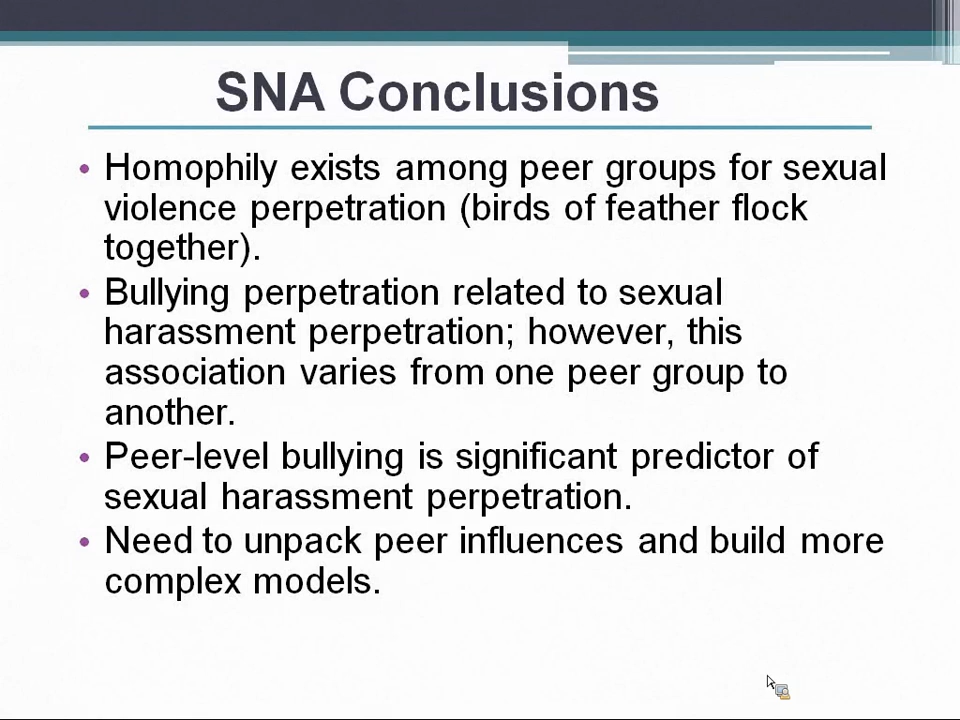 SNA Conclusions
• Homophily exists among peer groups for sexual
violence perpetration (birds of feather flock
together).
• Bullying perpetration related to sexual
harassment perpetration; however, this
association varies from one peer group to
another.
• Peer-level bullying is significant predictor of
sexual harassment perpetration.
• Need to unpack peer influences and build more
complex models.